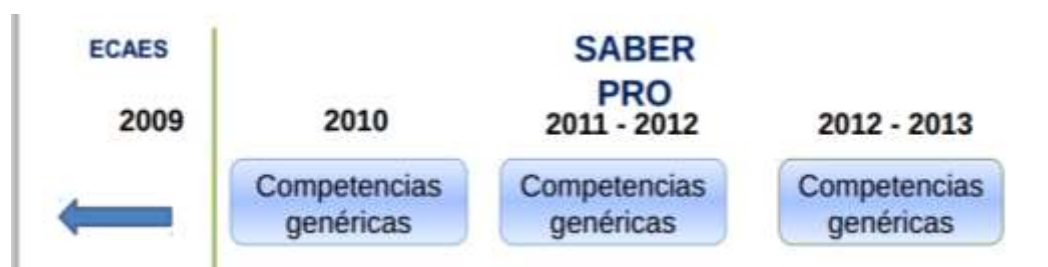 ECAES
SABER
PRO
2009
2010
2011 - 2012
2012 - 2013
Competencias
genéricas
Competencias
genéricas
Competencias
genéricas